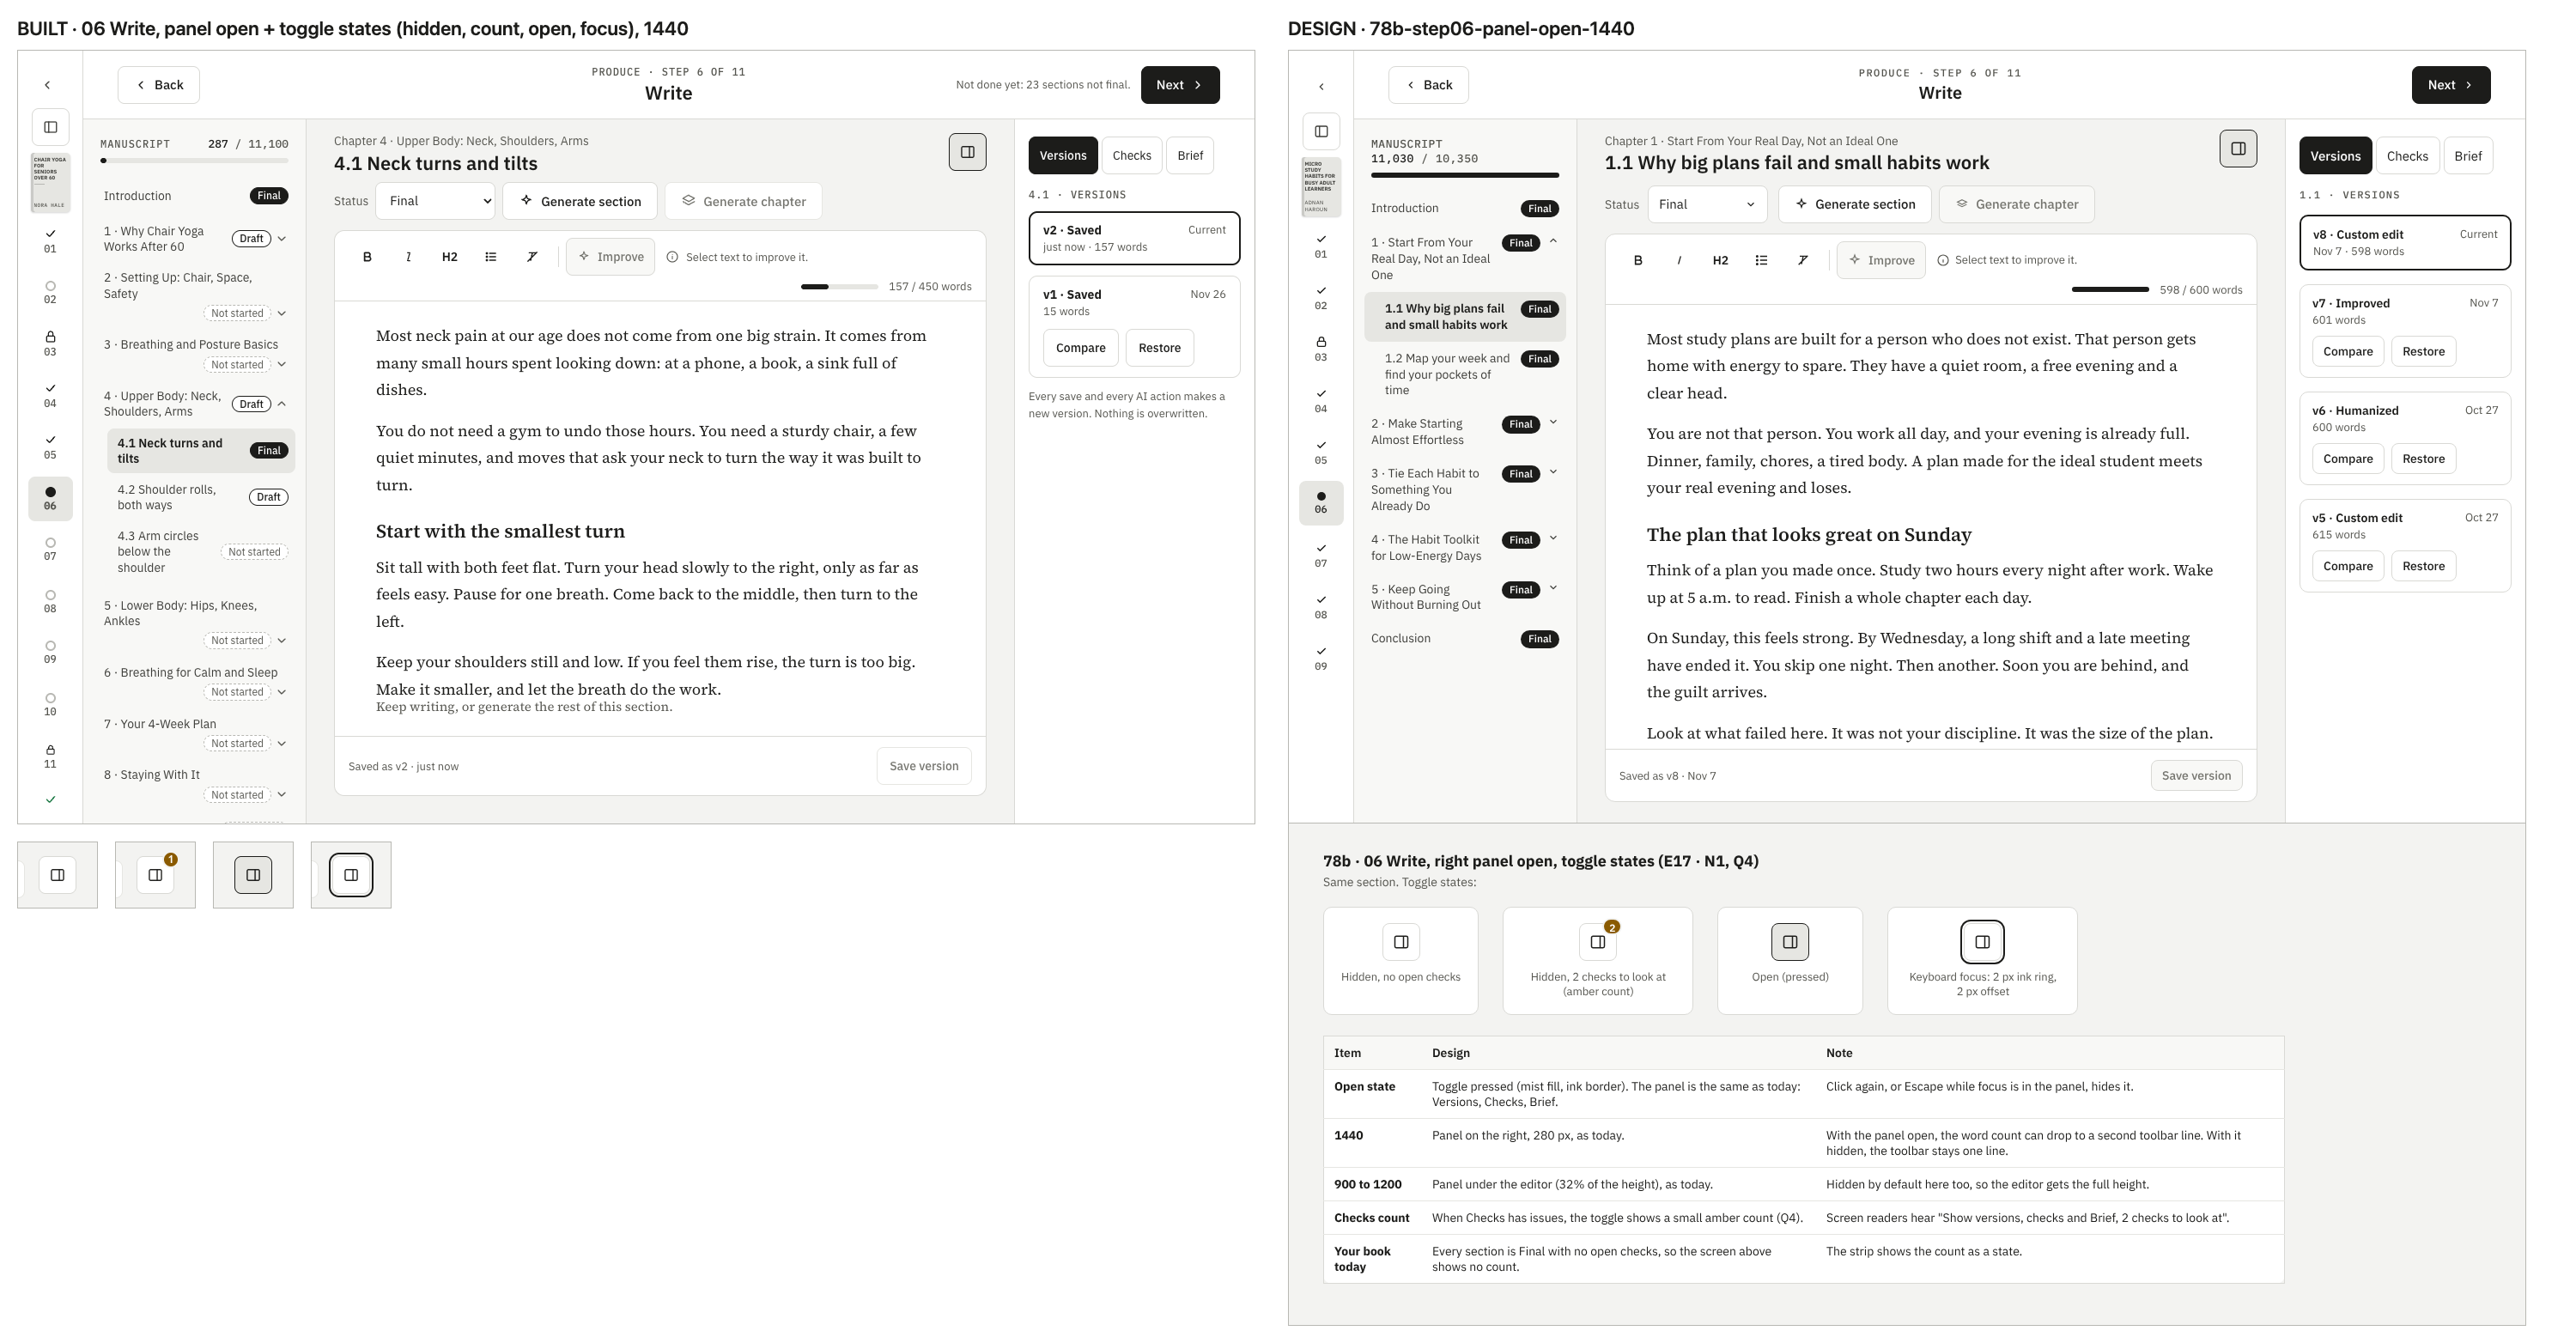 BUILT · 06 Write, panel open + toggle states (hidden, count, open, focus), 1440
Back
PRODUCE · STEP 6 OF 11
Write
Not done yet: 23 sections not final.
Next
CHAIR YOGA
FOR
SENIORS
OVER 60
NORA HALE
01
02
03
04
05
06
07
08
09
10
11
MANUSCRIPT
287 / 11,100
Introduction
Final
1 · Why Chair Yoga
Works After 60
Draft
2 · Setting Up: Chair, Space,
Safety
Not started
3 · Breathing and Posture Basics
Not started
4 · Upper Body: Neck,
Shoulders, Arms
Draft
4.1 Neck turns and
tilts
Final
4.2 Shoulder rolls,
both ways
Draft
4.3 Arm circles
below the
shoulder
Not started
5 · Lower Body: Hips, Knees,
Ankles
Not started
6 · Breathing for Calm and Sleep
Not started
7 · Your 4-Week Plan
Not started
8 · Staying With It
Not started
Chapter 4 · Upper Body: Neck, Shoulders, Arms
4.1 Neck turns and tilts
Status
Final
Generate section
Generate chapter
B
I
H2
Improve
Select text to improve it.
157 / 450 words
Most neck pain at our age does not come from one big strain. It comes from
many small hours spent looking down: at a phone, a book, a sink full of
dishes.
You do not need a gym to undo those hours. You need a sturdy chair, a few
quiet minutes, and moves that ask your neck to turn the way it was built to
turn.
Start with the smallest turn
Sit tall with both feet flat. Turn your head slowly to the right, only as far as
feels easy. Pause for one breath. Come back to the middle, then turn to the
left.
Keep your shoulders still and low. If you feel them rise, the turn is too big.
Make it smaller, and let the breath do the work.
Keep writing, or generate the rest of this section.
Saved as v2 · just now
Save version
Versions
Checks
Brief
4.1 · VERSIONS
v2 · Saved
Current
just now · 157 words
v1 · Saved
Nov 26
15 words
Compare
Restore
Every save and every AI action makes a
new version. Nothing is overwritten.
1
DESIGN · 78b-step06-panel-open-1440
Back
PRODUCE · STEP 6 OF 11
Write
Next
MICRO
STUDY
HABITS FOR
BUSY ADULT
LEARNERS
ADNAN
HAROUN
01
02
03
04
05
06
07
08
09
MANUSCRIPT
11,030 / 10,350
Introduction
Final
1 · Start From Your
Real Day, Not an Ideal
One
Final
1.1 Why big plans fail
and small habits work
Final
1.2 Map your week and
find your pockets of
time
Final
2 · Make Starting
Almost Effortless
Final
3 · Tie Each Habit to
Something You
Already Do
Final
4 · The Habit Toolkit
for Low-Energy Days
Final
5 · Keep Going
Without Burning Out
Final
Conclusion
Final
Chapter 1 · Start From Your Real Day, Not an Ideal One
1.1 Why big plans fail and small habits work
Status
Final
Generate section
Generate chapter
B
I
H2
Improve
Select text to improve it.
598 / 600 words
Most study plans are built for a person who does not exist. That person gets
home with energy to spare. They have a quiet room, a free evening and a
clear head.
You are not that person. You work all day, and your evening is already full.
Dinner, family, chores, a tired body. A plan made for the ideal student meets
your real evening and loses.
The plan that looks great on Sunday
Think of a plan you made once. Study two hours every night after work. Wake
up at 5 a.m. to read. Finish a whole chapter each day.
On Sunday, this feels strong. By Wednesday, a long shift and a late meeting
have ended it. You skip one night. Then another. Soon you are behind, and
the guilt arrives.
Look at what failed here. It was not your discipline. It was the size of the plan.
Saved as v8 · Nov 7
Save version
Versions
Checks
Brief
1.1 · VERSIONS
v8 · Custom edit
Current
Nov 7 · 598 words
v7 · Improved
Nov 7
601 words
Compare
Restore
v6 · Humanized
Oct 27
600 words
Compare
Restore
v5 · Custom edit
Oct 27
615 words
Compare
Restore
78b · 06 Write, right panel open, toggle states (E17 · N1, Q4)
Same section. Toggle states:
Hidden, no open checks
2
Hidden, 2 checks to look at
(amber count)
Open (pressed)
Keyboard focus: 2 px ink ring,
2 px offset
Item
Design
Note
Open state
Toggle pressed (mist fill, ink border). The panel is the same as today:
Versions, Checks, Brief.
Click again, or Escape while focus is in the panel, hides it.
1440
Panel on the right, 280 px, as today.
With the panel open, the word count can drop to a second toolbar line. With it
hidden, the toolbar stays one line.
900 to 1200
Panel under the editor (32% of the height), as today.
Hidden by default here too, so the editor gets the full height.
Checks count
When Checks has issues, the toggle shows a small amber count (Q4).
Screen readers hear "Show versions, checks and Brief, 2 checks to look at".
Your book
today
Every section is Final with no open checks, so the screen above
shows no count.
The strip shows the count as a state.